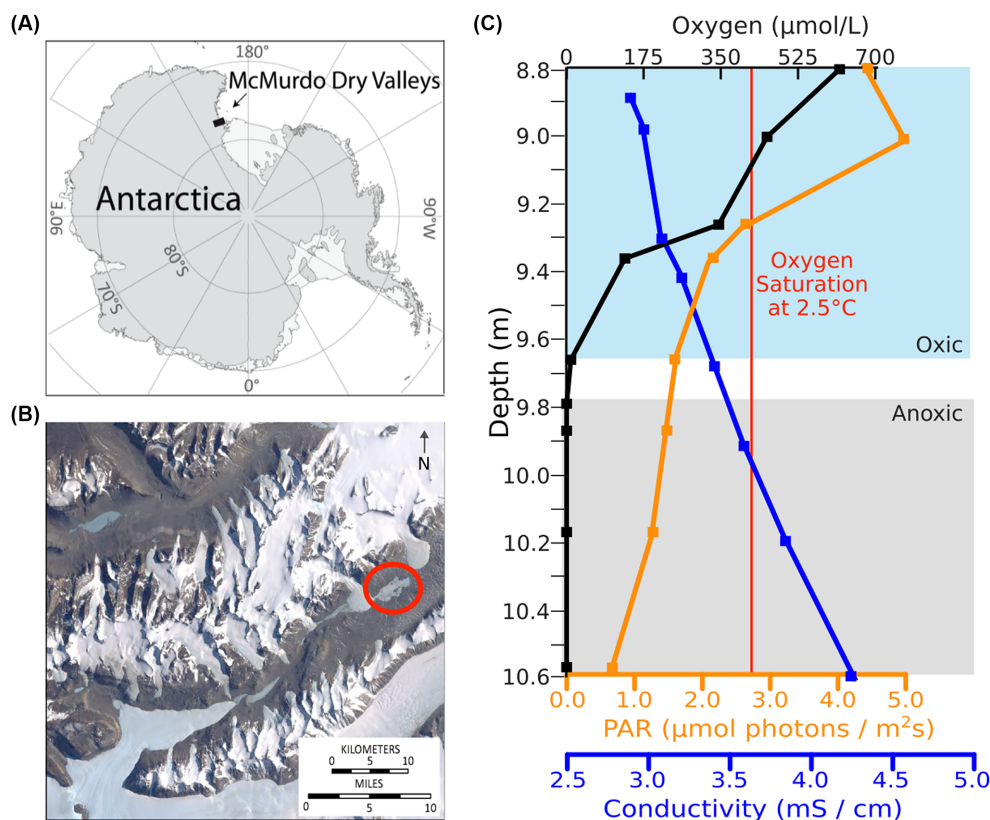 (A)
180°
McMurdo Dry Valleys
Antarctica
90°E
90°W
80°S
70°S
0°
(B)
N
KILOMETERS
0 5 10
MILES
0 5 10
(C)
Oxygen (µmol/L)
0 175 350 525 700
8.8
9.0
9.2
9.4
9.6
9.8
10.0
10.2
10.4
10.6
Depth (m)
Oxygen
Saturation
at 2.5°C
Oxic
Anoxic
0.0 1.0 2.0 3.0 4.0 5.0
PAR (µmol photons / m²s)
2.5 3.0 3.5 4.0 4.5 5.0
Conductivity (mS / cm)